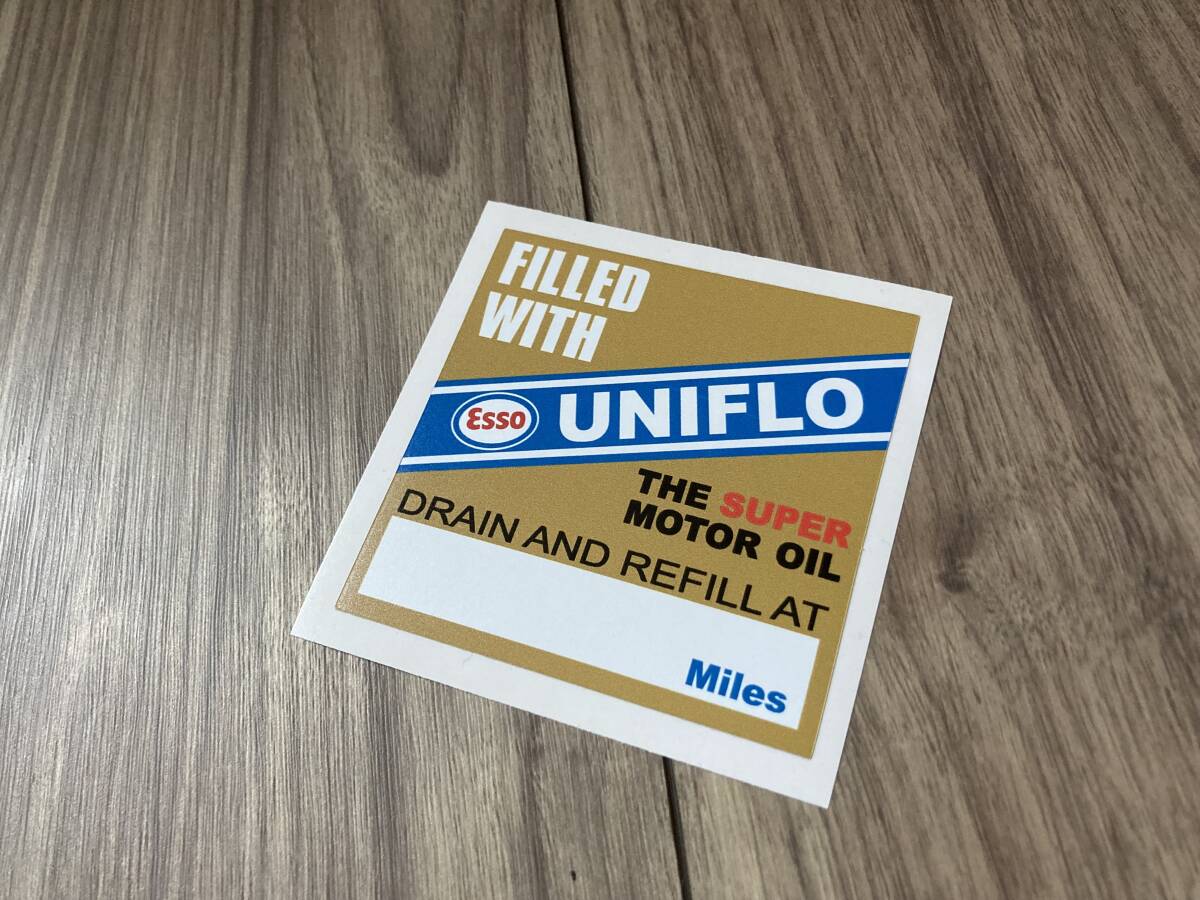 FILLED
WITH
Esso UNIFLO
THE SUPER
MOTOR OIL
DRAIN AND REFILL AT
Miles